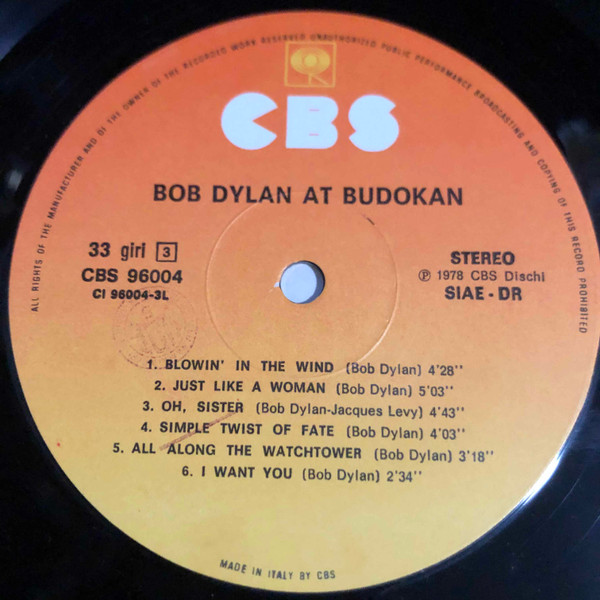 ALL RIGHTS OF THE MANUFACTURER AND OF THE OWNER OF THE RECORDED WORK RESERVED UNAUTHORIZED PUBLIC PERFORMANCE BROADCASTING AND COPYING OF THIS RECORD PROHIBITED
CBS
BOB DYLAN AT BUDOKAN
33 giri 3
CBS 96004
CI 96004-3L
STEREO
Ⓟ 1978 CBS Dischi
SIAE - DR
1. BLOWIN' IN THE WIND (Bob Dylan) 4'28''
2. JUST LIKE A WOMAN (Bob Dylan) 5'03''
3. OH, SISTER (Bob Dylan-Jacques Levy) 4'43''
4. SIMPLE TWIST OF FATE (Bob Dylan) 4'03''
5. ALL ALONG THE WATCHTOWER (Bob Dylan) 3'18''
6. I WANT YOU (Bob Dylan) 2'34''
MADE IN ITALY BY CBS